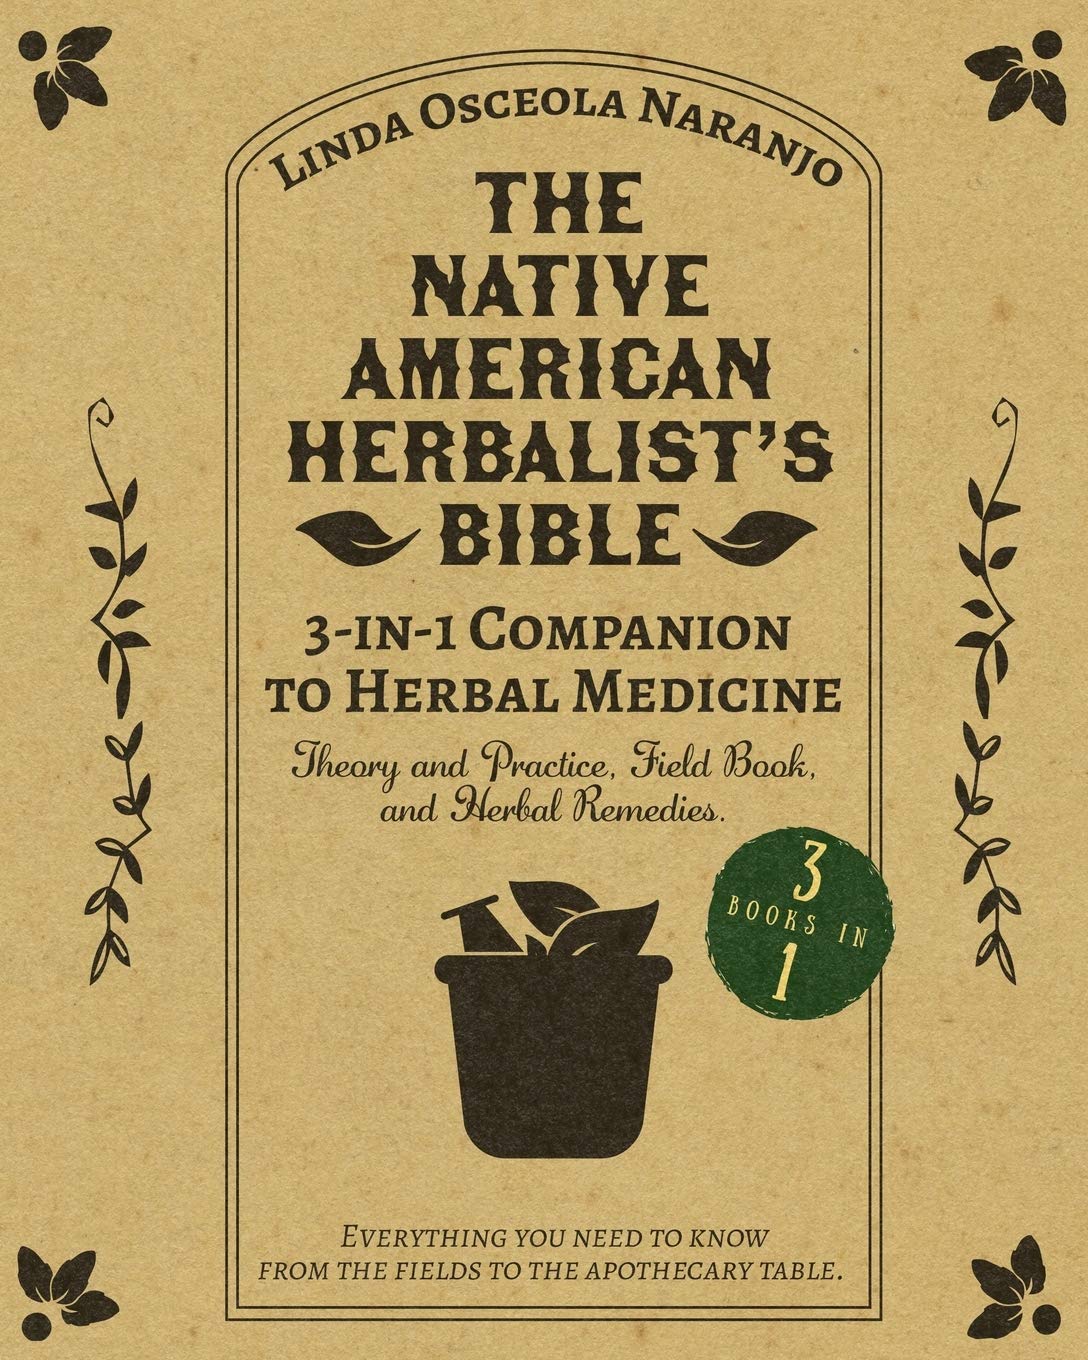 Linda Osceola Naranjo
THE
NATIVE
AMERICAN
HERBALIST'S
BIBLE
3-in-1 Companion
to Herbal Medicine
Theory and Practice, Field Book,
and Herbal Remedies.
3
BOOKS IN
1
Everything you need to know
from the fields to the apothecary table.